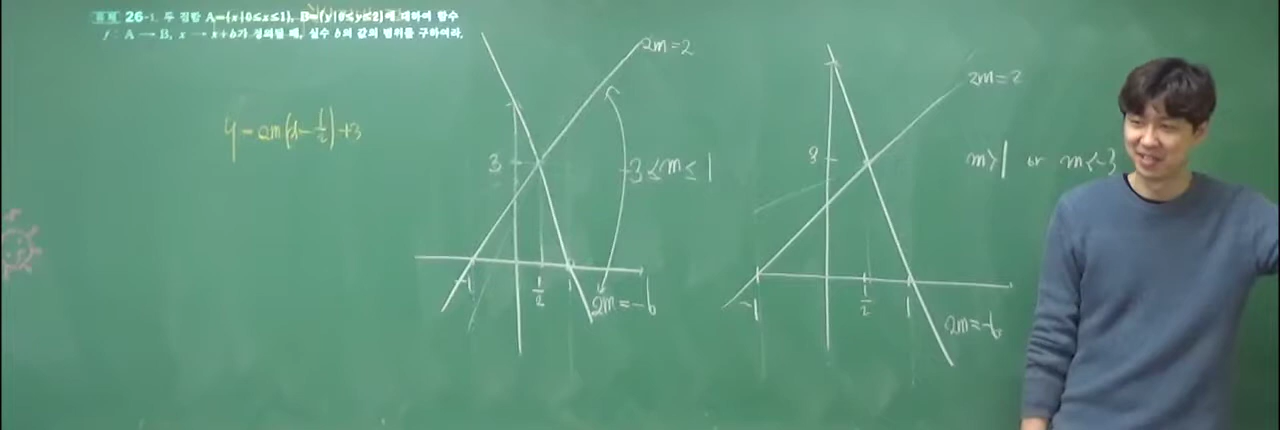 유제 26-1. 두 집합 A={x|0≤x≤1}, B={y|0≤y≤2}에 대하여 함수
f : A → B, x → x+b가 정의될 때, 실수 b의 값의 범위를 구하여라.
y=2m(x-1/2)+3
2m=2
3
-3≤m≤1
-1
1/2
1
2m=-6
2m=2
3
m>1 or m<-3
-1
1/2
1
2m=-6